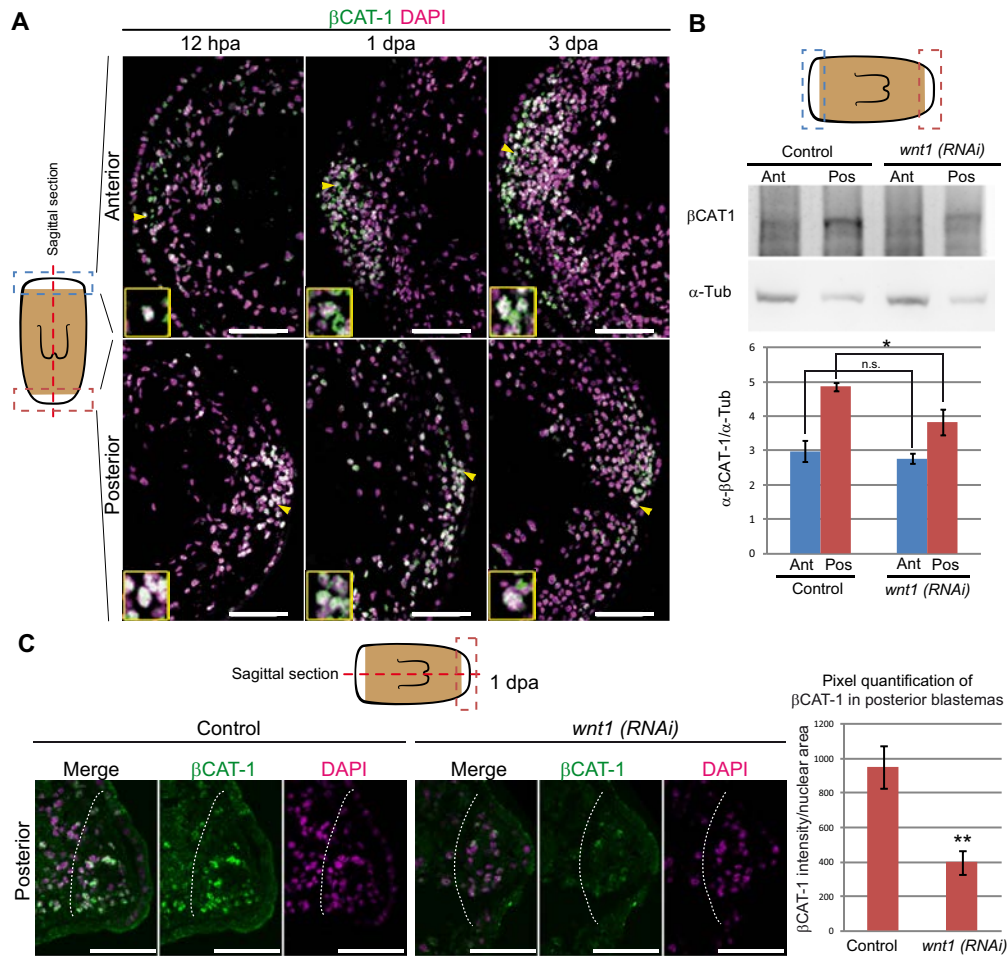 A
βCAT-1 DAPI
12 hpa 1 dpa 3 dpa
Sagittal section
Anterior
Posterior
B
Control wnt1 (RNAi)
Ant Pos Ant Pos
βCAT1
α-Tub
α-βCAT-1/α-Tub
6
5
4
3
2
1
0
*
n.s.
Ant Pos Ant Pos
Control wnt1 (RNAi)
C
Sagittal section
1 dpa
Control wnt1 (RNAi)
Merge βCAT-1 DAPI Merge βCAT-1 DAPI
Posterior
Pixel quantification of
βCAT-1 in posterior blastemas
βCAT-1 intensity/nuclear area
1200
1000
800
600
400
200
0
**
Control wnt1 (RNAi)